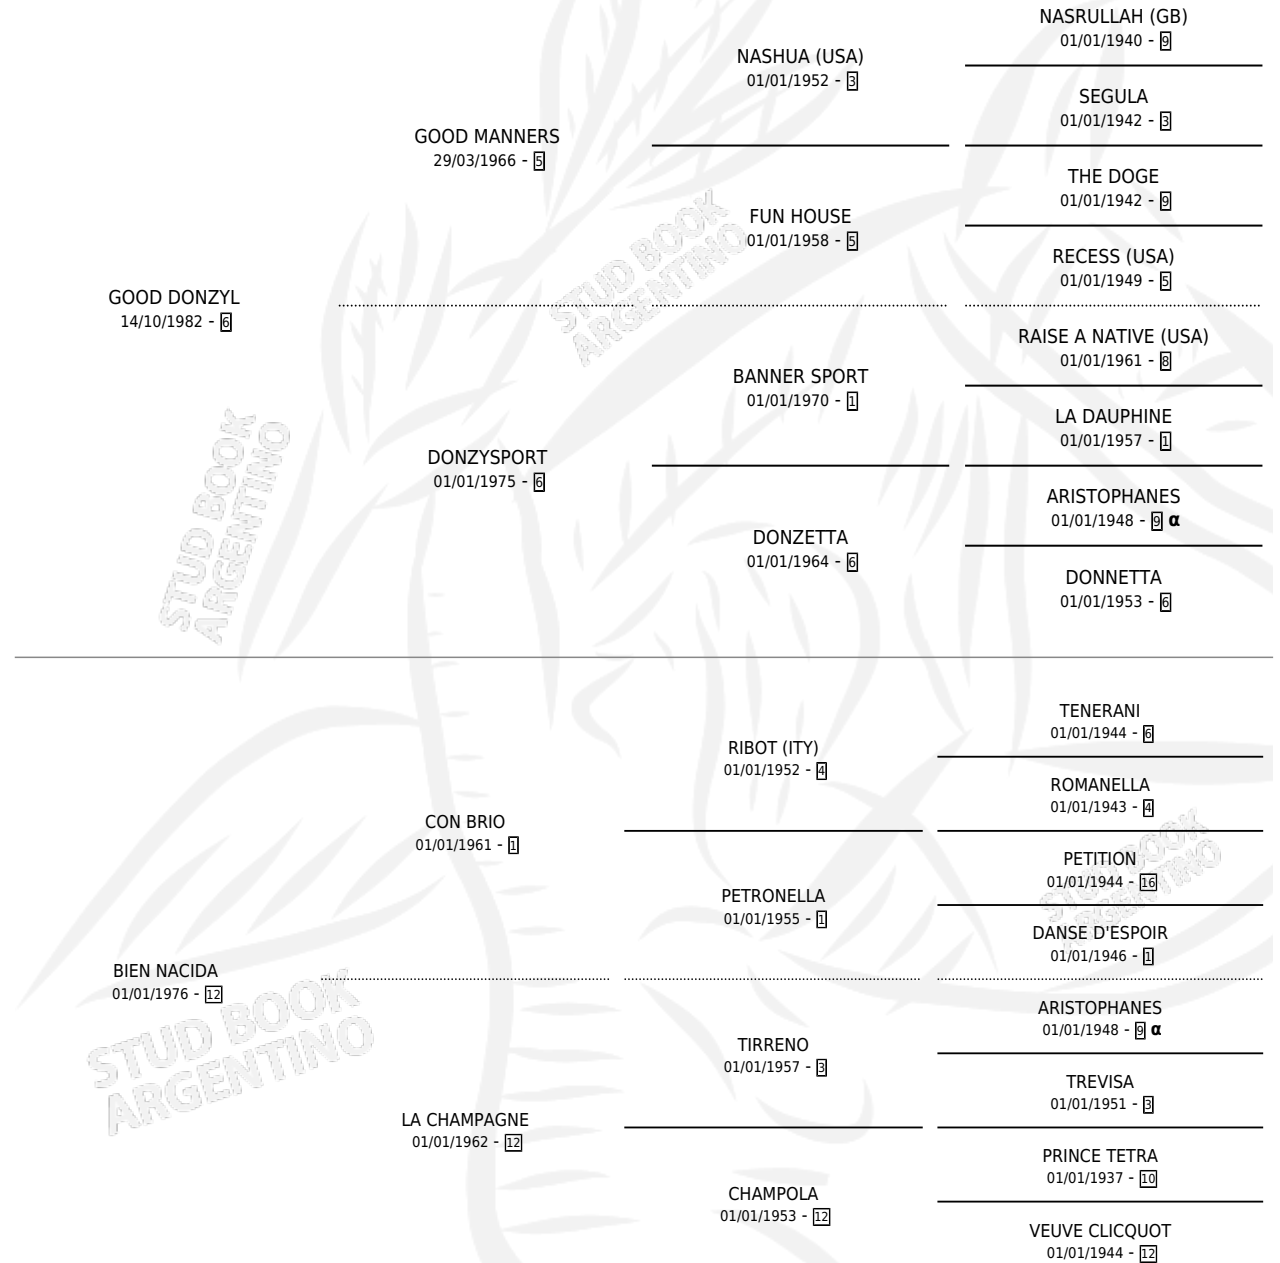 NASRULLAH (GB)
01/01/1940 - 9
NASHUA (USA)
01/01/1952 - 3
SEGULA
01/01/1942 - 3
GOOD MANNERS
29/03/1966 - 5
THE DOGE
01/01/1942 - 9
FUN HOUSE
01/01/1958 - 5
RECESS (USA)
01/01/1949 - 5
GOOD DONZYL
14/10/1982 - 6
RAISE A NATIVE (USA)
01/01/1961 - 8
BANNER SPORT
01/01/1970 - 1
LA DAUPHINE
01/01/1957 - 1
DONZYSPORT
01/01/1975 - 6
ARISTOPHANES
01/01/1948 - 9 α
DONZETTA
01/01/1964 - 6
DONNETTA
01/01/1953 - 6
TENERANI
01/01/1944 - 6
RIBOT (ITY)
01/01/1952 - 4
ROMANELLA
01/01/1943 - 4
CON BRIO
01/01/1961 - 1
PETITION
01/01/1944 - 16
PETRONELLA
01/01/1955 - 1
DANSE D'ESPOIR
01/01/1946 - 1
BIEN NACIDA
01/01/1976 - 12
ARISTOPHANES
01/01/1948 - 9 α
TIRRENO
01/01/1957 - 3
TREVISA
01/01/1951 - 3
LA CHAMPAGNE
01/01/1962 - 12
PRINCE TETRA
01/01/1937 - 10
CHAMPOLA
01/01/1953 - 12
VEUVE CLICQUOT
01/01/1944 - 12
STUD BOOK
ARGENTINO
STUD BOOK
ARGENTINO
STUD BOOK
ARGENTINO
STUD BOOK
ARGENTINO